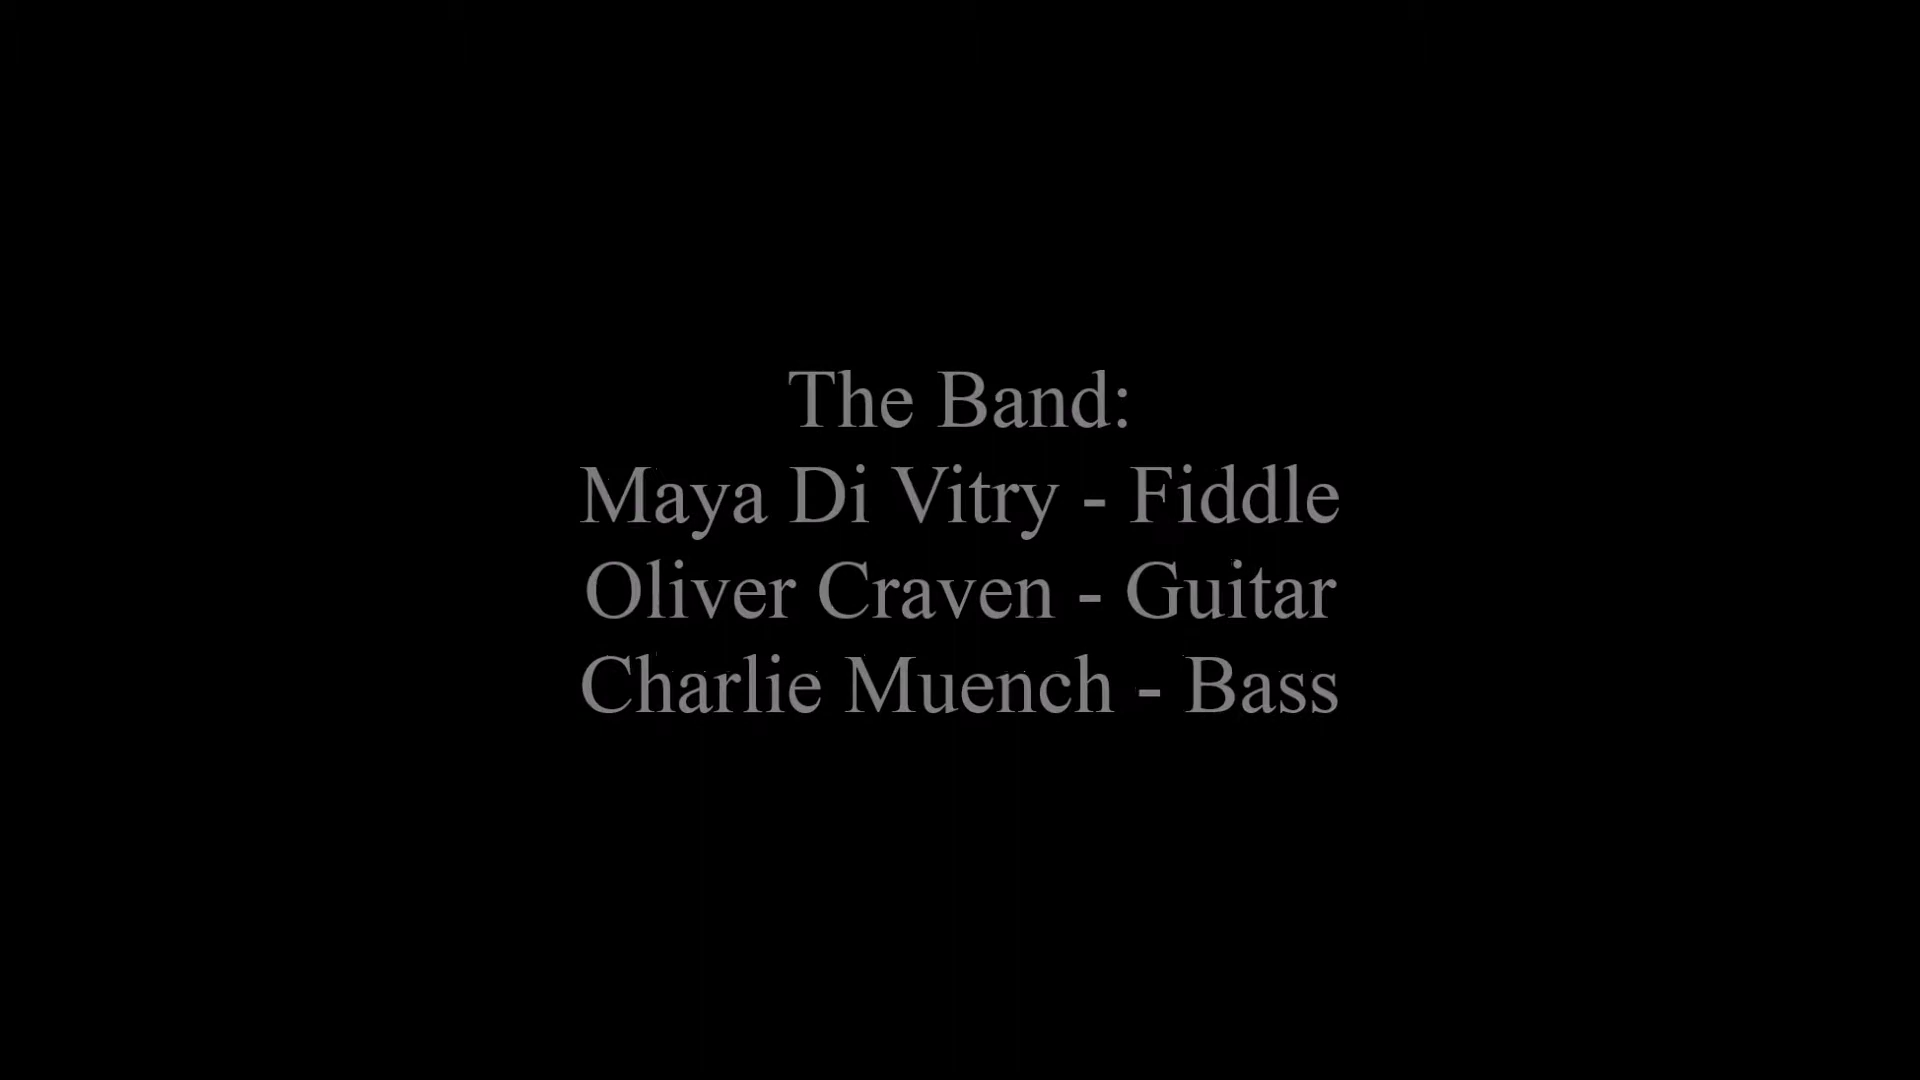 The Band:
Maya Di Vitry - Fiddle
Oliver Craven - Guitar
Charlie Muench - Bass